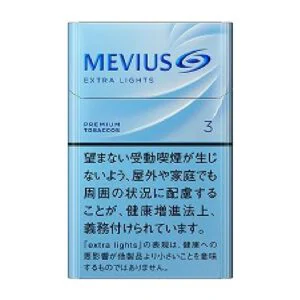 MEVIUS
EXTRA LIGHTS
PREMIUM
TOBACCOS
3
望まない受動喫煙が生じ
ないよう、屋外や家庭でも
周囲の状況に配慮する
ことが、健康増進法上、
義務付けられています。
「extra lights」の表現は、健康への
悪影響が他製品より小さいことを意味
するものではありません。